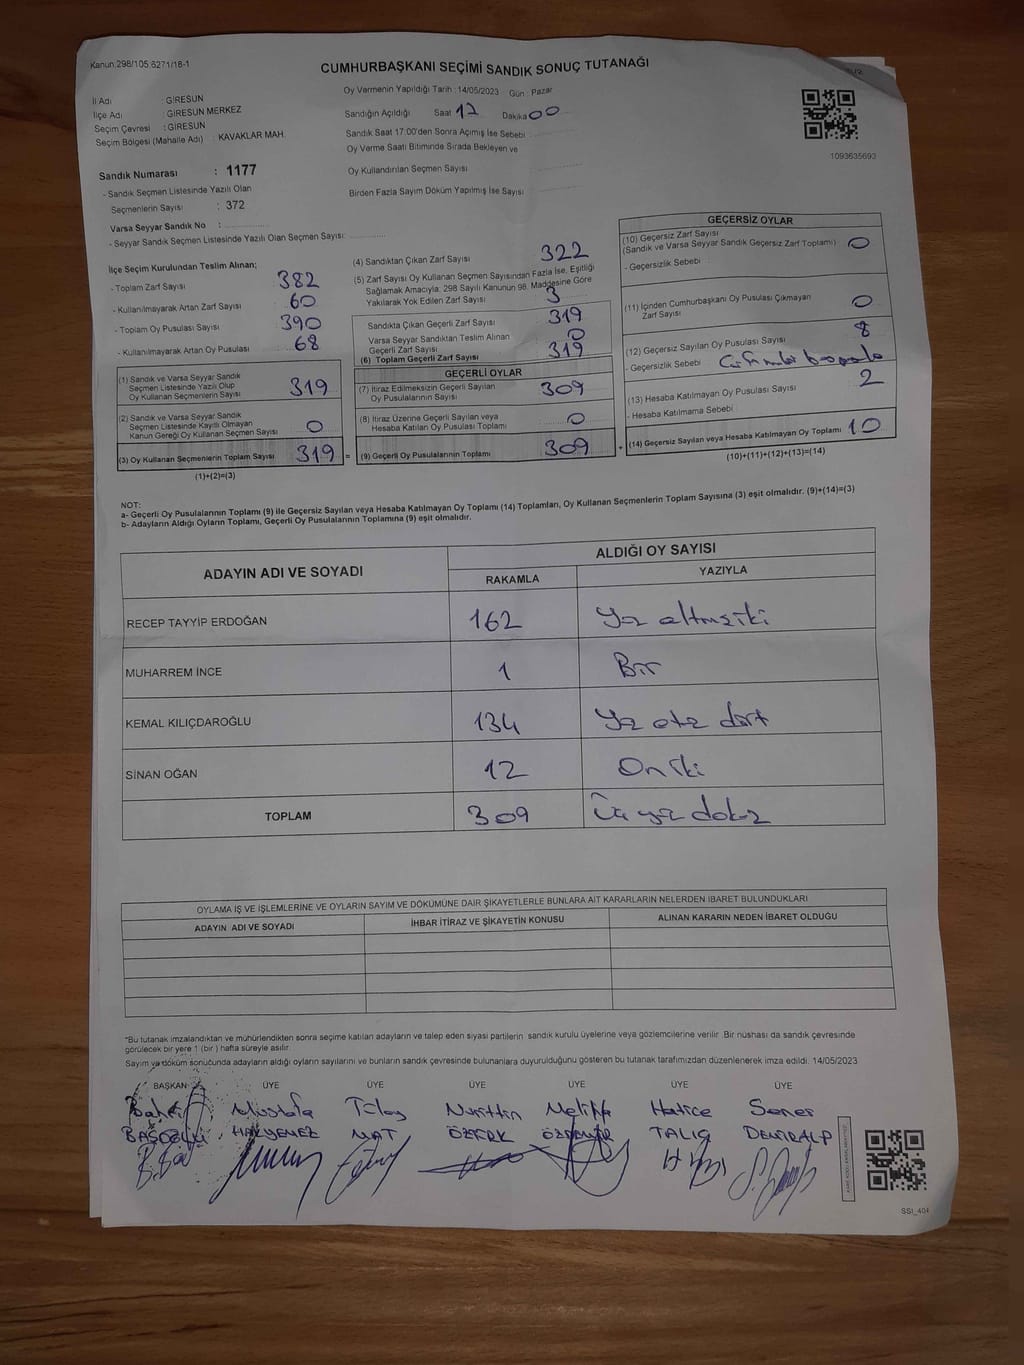 Kanun.298/105.6271/18-1
CUMHURBAŞKANI SEÇİMİ SANDIK SONUÇ TUTANAĞI
İl Adı : GİRESUN
İlçe Adı : GİRESUN MERKEZ
Seçim Çevresi : GİRESUN
Seçim Bölgesi (Mahalle Adı) : KAVAKLAR MAH.
Oy Vermenin Yapıldığı Tarih : 14/05/2023 Gün : Pazar
Sandığın Açıldığı Saat 17 Dakika 00
Sandık Saat 17:00'den Sonra Açımış İse Sebebi :
Oy Verme Saati Bitiminde Sırada Bekleyen ve
Oy Kullandırılan Seçmen Sayısı
Birden Fazla Sayım Döküm Yapılmış İse Sayısı
1093635693
Sandık Numarası : 1177
- Sandık Seçmen Listesinde Yazılı Olan
Seçmenlerin Sayısı : 372
Varsa Seyyar Sandık No :
- Seyyar Sandık Seçmen Listesinde Yazılı Olan Seçmen Sayısı:
İlçe Seçim Kurulundan Teslim Alınan:
- Toplam Zarf Sayısı 382
- Kullanılmayarak Artan Zarf Sayısı 60
- Toplam Oy Pusulası Sayısı 390
- Kullanılmayarak Artan Oy Pusulası 68
(1) Sandık ve Varsa Seyyar Sandık
Seçmen Listesinde Yazılı Olup
Oy Kullanan Seçmenlerin Sayısı 319
(2) Sandık ve Varsa Seyyar Sandık
Seçmen Listesinde Kayıtlı Olmayan
Kanun Gereği Oy Kullanan Seçmen Sayısı 0
(3) Oy Kullanan Seçmenlerin Toplam Sayısı 319 =
(1)+(2)=(3)
(4) Sandıktan Çıkan Zarf Sayısı 322
(5) Zarf Sayısı Oy Kullanan Seçmen Sayısından Fazla İse, Eşitliği
Sağlamak Amacıyla, 298 Sayılı Kanunun 98. Maddesine Göre
Yakılarak Yok Edilen Zarf Sayısı 3
Sandıkta Çıkan Geçerli Zarf Sayısı 319
Varsa Seyyar Sandıktan Teslim Alınan
Geçerli Zarf Sayısı 0
(6) Toplam Geçerli Zarf Sayısı 319
GEÇERLİ OYLAR
(7) İtiraz Edilmeksizin Geçerli Sayılan
Oy Pusulalarının Sayısı 309
(8) İtiraz Üzerine Geçerli Sayılan veya
Hesaba Katılan Oy Pusulası Toplamı 0
(9) Geçerli Oy Pusulalarının Toplamı 309 +
GEÇERSİZ OYLAR
(10) Geçersiz Zarf Sayısı
(Sandık ve Varsa Seyyar Sandık Geçersiz Zarf Toplamı) 0
- Geçersizlik Sebebi
(11) İçinden Cumhurbaşkanı Oy Pusulası Çıkmayan
Zarf Sayısı 0
(12) Geçersiz Sayılan Oy Pusulası Sayısı 8
- Geçersizlik Sebebi
(13) Hesaba Katılmayan Oy Pusulası Sayısı 2
- Hesaba Katılmama Sebebi
(14) Geçersiz Sayılan veya Hesaba Katılmayan Oy Toplamı 10
(10)+(11)+(12)+(13)=(14)
NOT:
a- Geçerli Oy Pusulalarının Toplamı (9) ile Geçersiz Sayılan veya Hesaba Katılmayan Oy Toplamı (14) Toplamları, Oy Kullanan Seçmenlerin Toplam Sayısına (3) eşit olmalıdır. (9)+(14)=(3)
b- Adayların Aldığı Oyların Toplamı, Geçerli Oy Pusulalarının Toplamına (9) eşit olmalıdır.
ADAYIN ADI VE SOYADI
ALDIĞI OY SAYISI
RAKAMLA YAZIYLA
RECEP TAYYİP ERDOĞAN 162 Yüz altmışiki
MUHARREM İNCE 1 Bir
KEMAL KILIÇDAROĞLU 134 Yüz otuz dört
SİNAN OĞAN 12 Oniki
TOPLAM 309 Üç yüz dokuz
OYLAMA İŞ VE İŞLEMLERİNE VE OYLARIN SAYIM VE DÖKÜMÜNE DAİR ŞİKAYETLERLE BUNLARA AİT KARARLARIN NELERDEN İBARET BULUNDUKLARI
ADAYIN ADI VE SOYADI İHBAR İTİRAZ VE ŞİKAYETİN KONUSU ALINAN KARARIN NEDEN İBARET OLDUĞU
*Bu tutanak imzalandıktan ve mühürlendikten sonra seçime katılan adayların ve talep eden siyasi partilerin sandık kurulu üyelerine veya gözlemcilerine verilir .Bir nüshası da sandık çevresinde
görülecek bir yere 1 (bir ) hafta süreyle asılır.
Sayım ve döküm sonucunda adayların aldığı oyların sayılarını ve bunların sandık çevresinde bulunanlara duyurulduğunu gösteren bu tutanak tarafımızdan düzenlenerek imza edildi. 14/05/2023
BAŞKAN ÜYE ÜYE ÜYE ÜYE ÜYE ÜYE
Mustafa Tülay Nurittin Meliha Hatice Soner
BAŞOĞLU HALYEMEZ MAT ÖZTÜRK ÖZDEMİR TALIÇ DEMİRALP
SSI_404